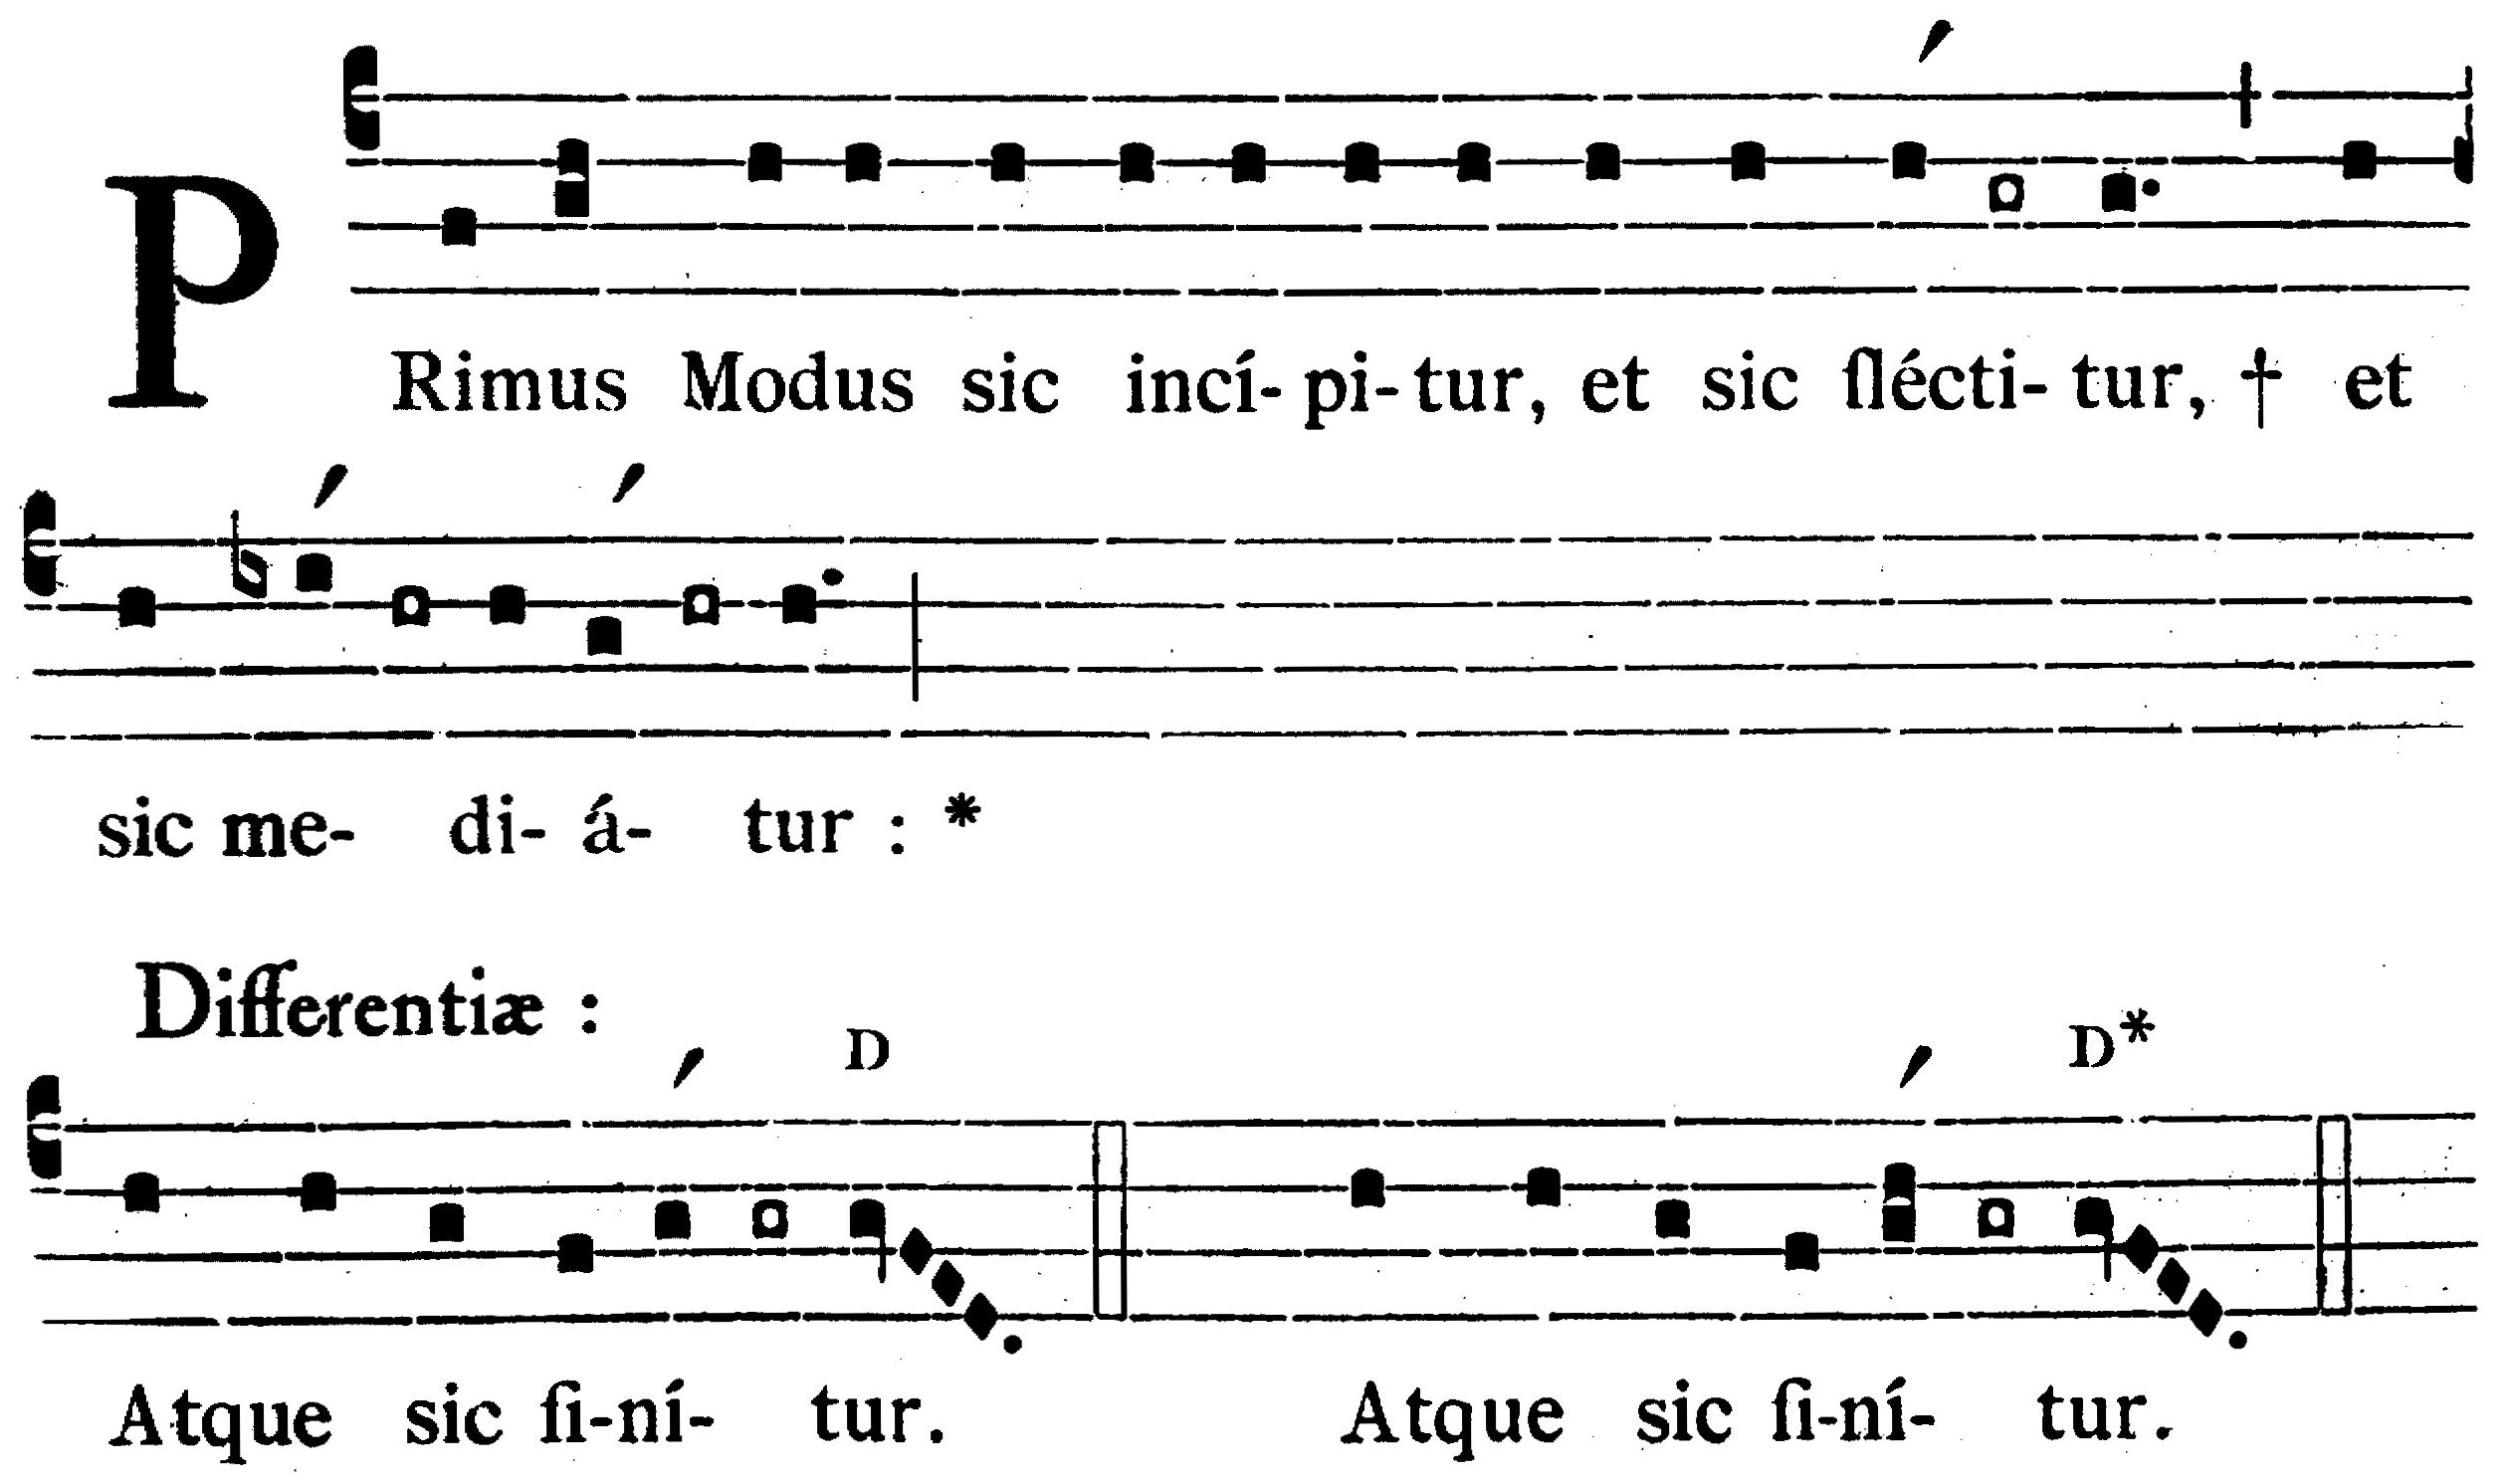 PRimus Modus sic incí-pi-tur, et sic flécti-tur, † et
sic me- di- á- tur : *
Differentiæ :
D D*
Atque sic fi-ní- tur. Atque sic fi-ní- tur.